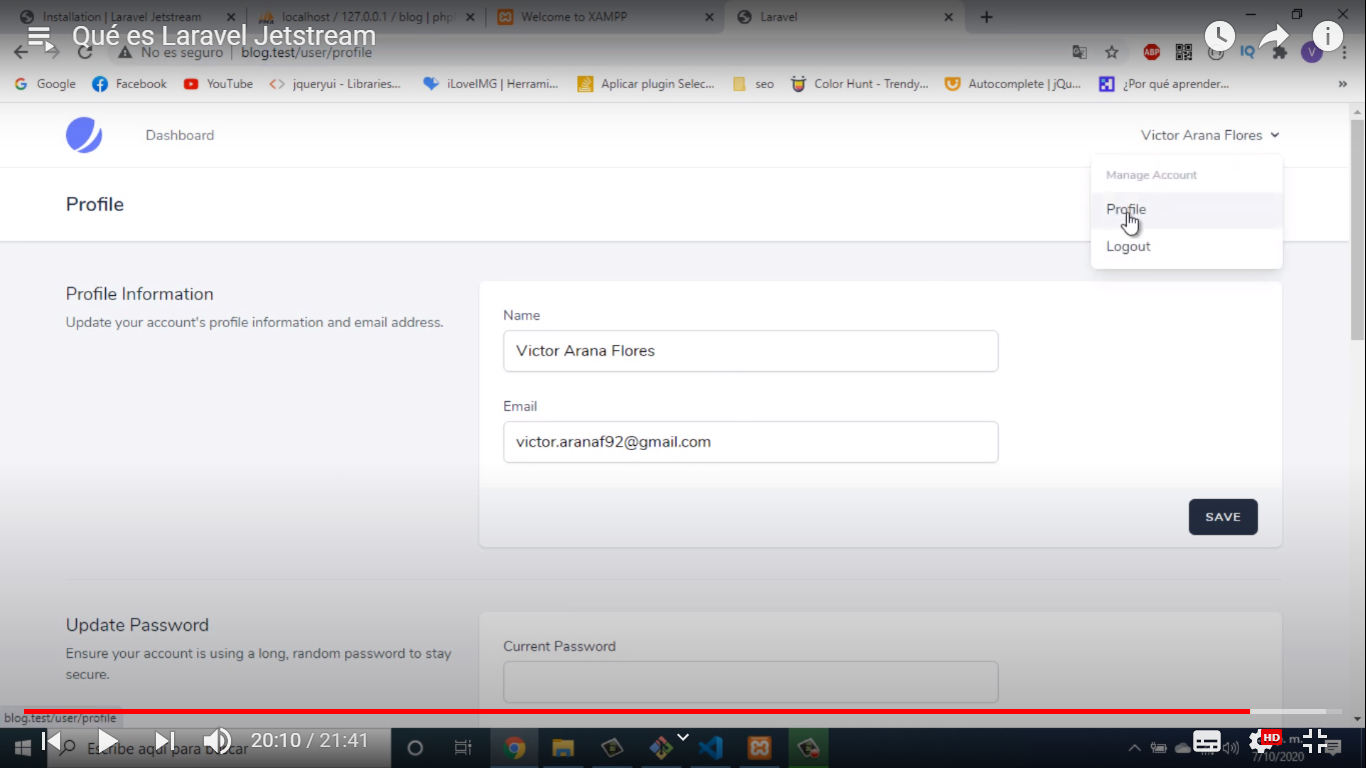 Installation | Laravel Jetstream
localhost / 127.0.0.1 / blog | php
Welcome to XAMPP
Laravel
Qué es Laravel Jetstream
No es seguro | blog.test/user/profile
ABP
IQ
V
Google
Facebook
YouTube
jqueryui - Libraries...
iLoveIMG | Herrami...
Aplicar plugin Selec...
seo
Color Hunt - Trendy...
Autocomplete | jQu...
¿Por qué aprender...
»
Dashboard
Victor Arana Flores
Manage Account
Profile
Logout
Profile
Profile Information
Update your account's profile information and email address.
Name
Victor Arana Flores
Email
victor.aranaf92@gmail.com
SAVE
Update Password
Ensure your account is using a long, random password to stay
secure.
Current Password
blog.test/user/profile
Escribe aquí para buscar
20:10 / 21:41
HD
7/10/2020